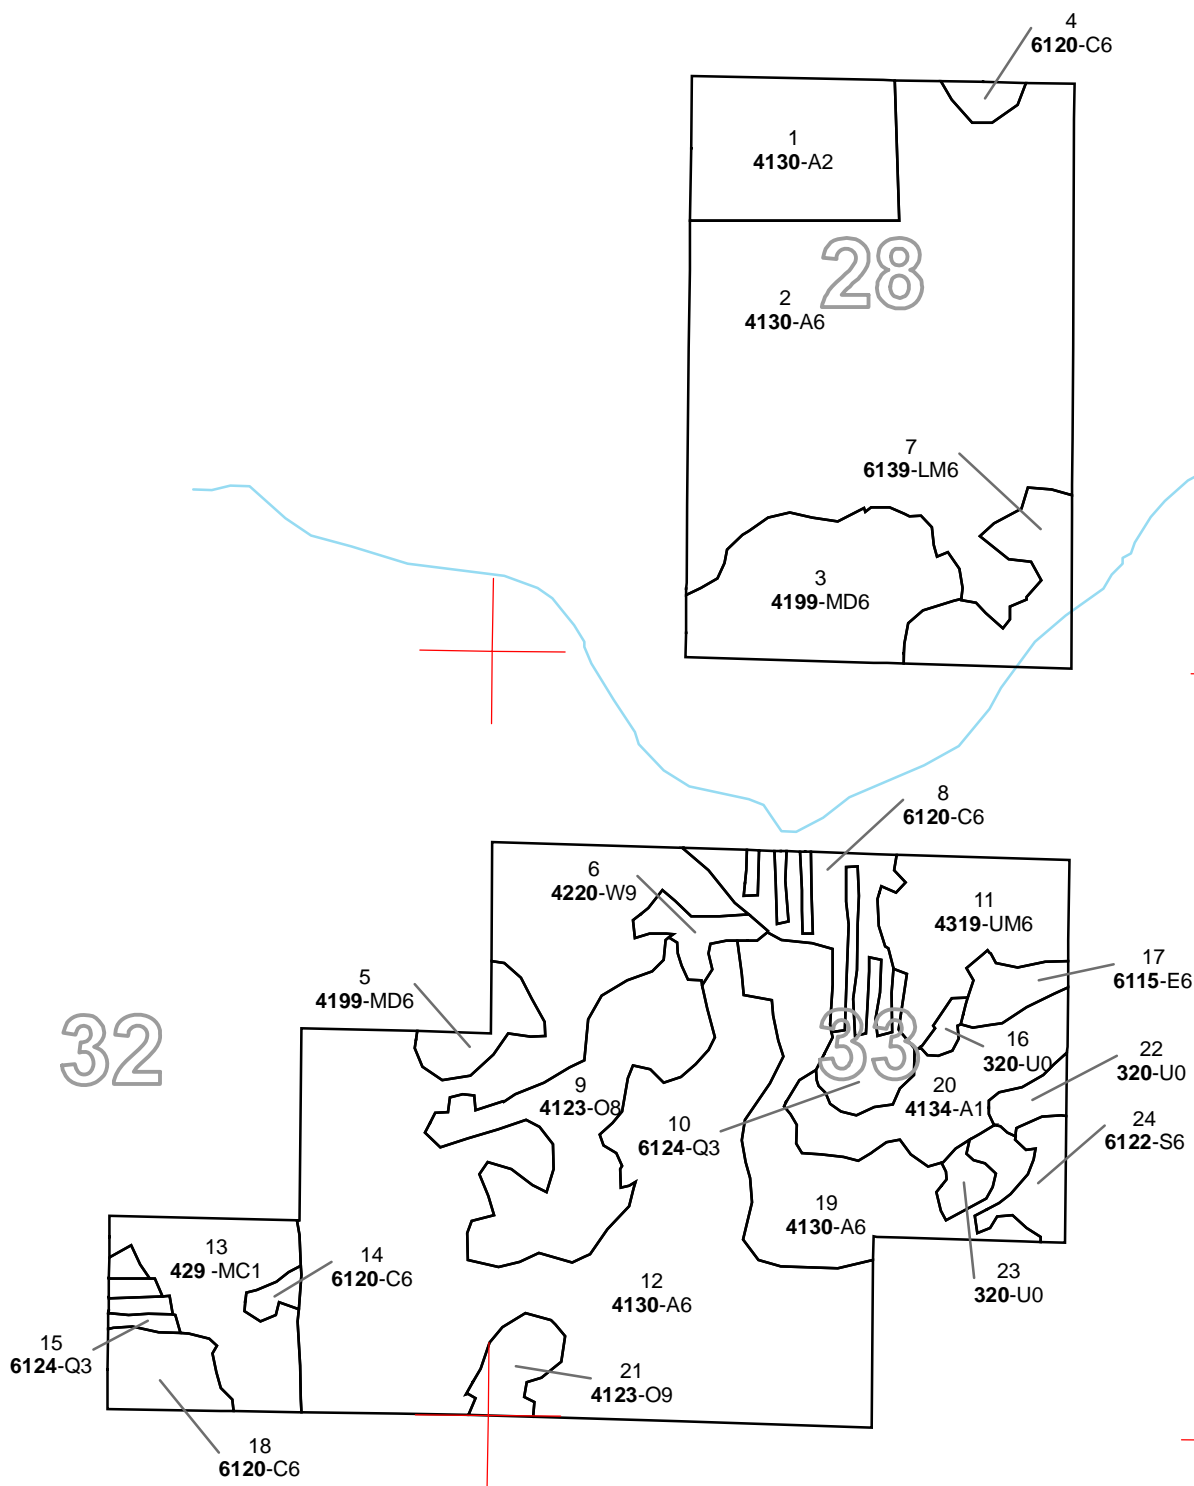 4
6120-C6
1
4130-A2
28
2
4130-A6
7
6139-LM6
3
4199-MD6
8
6120-C6
6
4220-W9
11
4319-UM6
5
4199-MD6
17
6115-E6
32
33
16
320-U0
22
320-U0
9
4123-O8
20
4134-A1
10
6124-Q3
24
6122-S6
19
4130-A6
13
429 -MC1
14
6120-C6
12
4130-A6
23
320-U0
15
6124-Q3
21
4123-O9
18
6120-C6